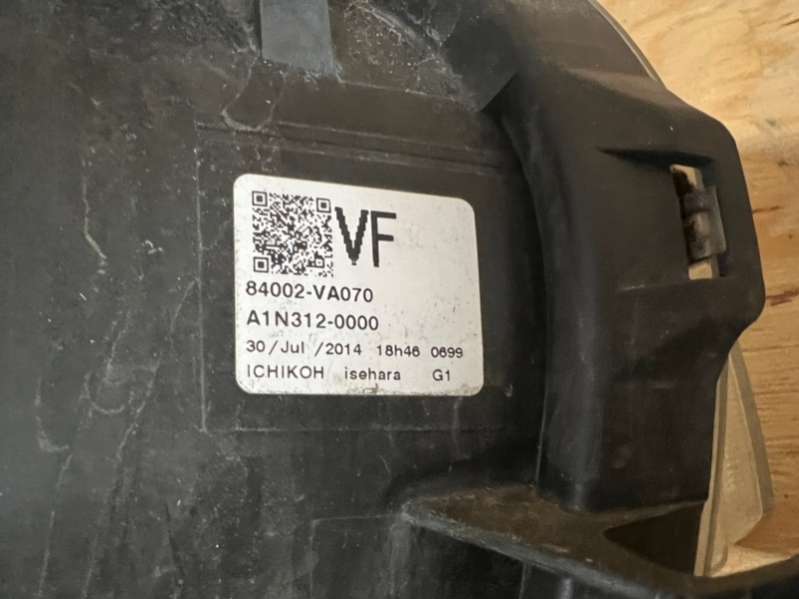 VF
84002-VA070
A1N312-0000
30/Jul /2014 18h46 0699
ICHIKOH isehara G1